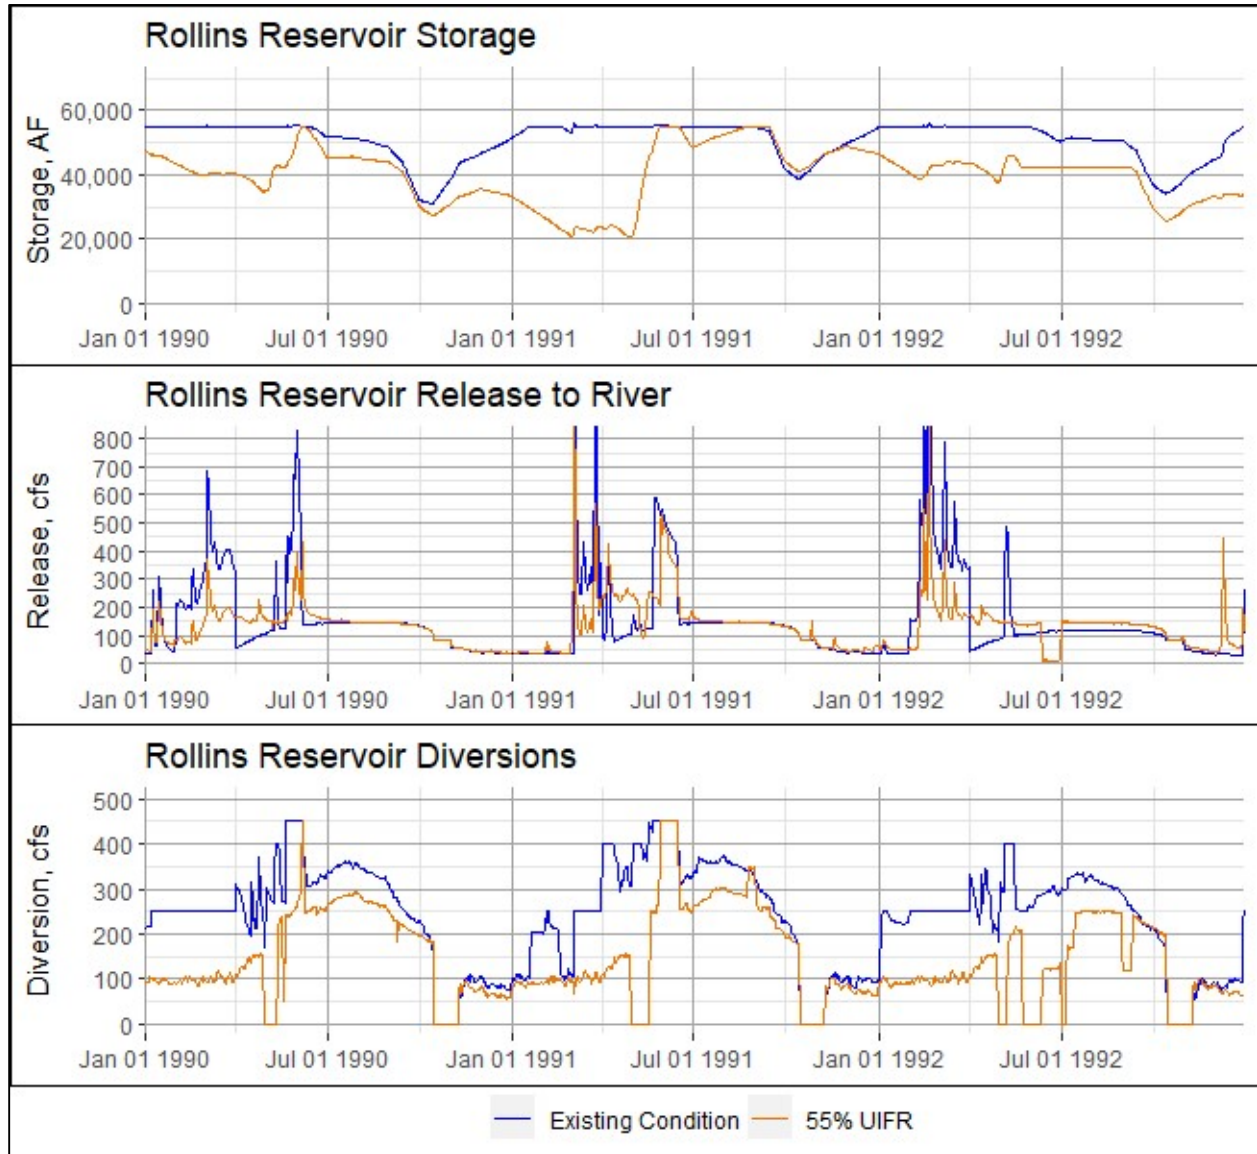 Rollins Reservoir Storage
Storage, AF
60,000
40,000
20,000
0
Jan 01 1990 Jul 01 1990 Jan 01 1991 Jul 01 1991 Jan 01 1992 Jul 01 1992
Rollins Reservoir Release to River
Release, cfs
800
700
600
500
400
300
200
100
0
Jan 01 1990 Jul 01 1990 Jan 01 1991 Jul 01 1991 Jan 01 1992 Jul 01 1992
Rollins Reservoir Diversions
Diversion, cfs
500
400
300
200
100
0
Jan 01 1990 Jul 01 1990 Jan 01 1991 Jul 01 1991 Jan 01 1992 Jul 01 1992
Existing Condition 55% UIFR